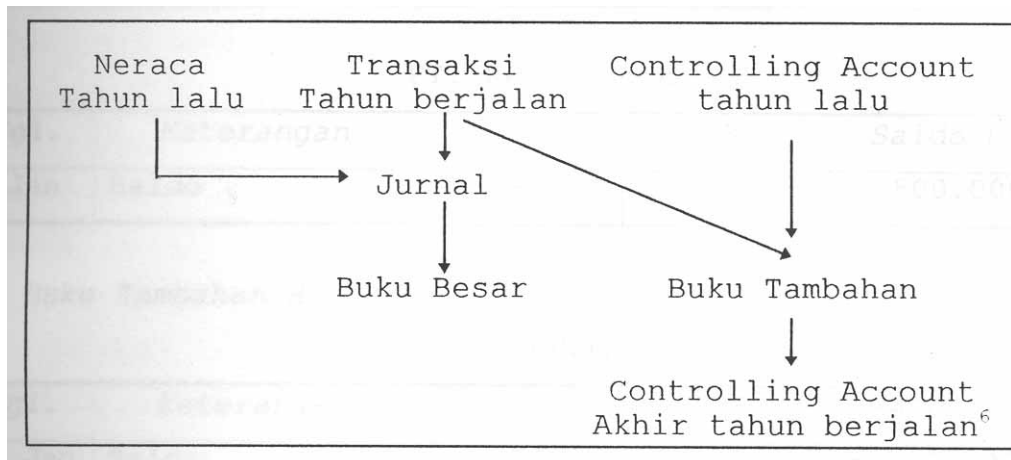 Neraca
Tahun lalu
Transaksi
Tahun berjalan
Controlling Account
tahun lalu
Jurnal
Buku Besar
Buku Tambahan
Controlling Account
Akhir tahun berjalan⁶